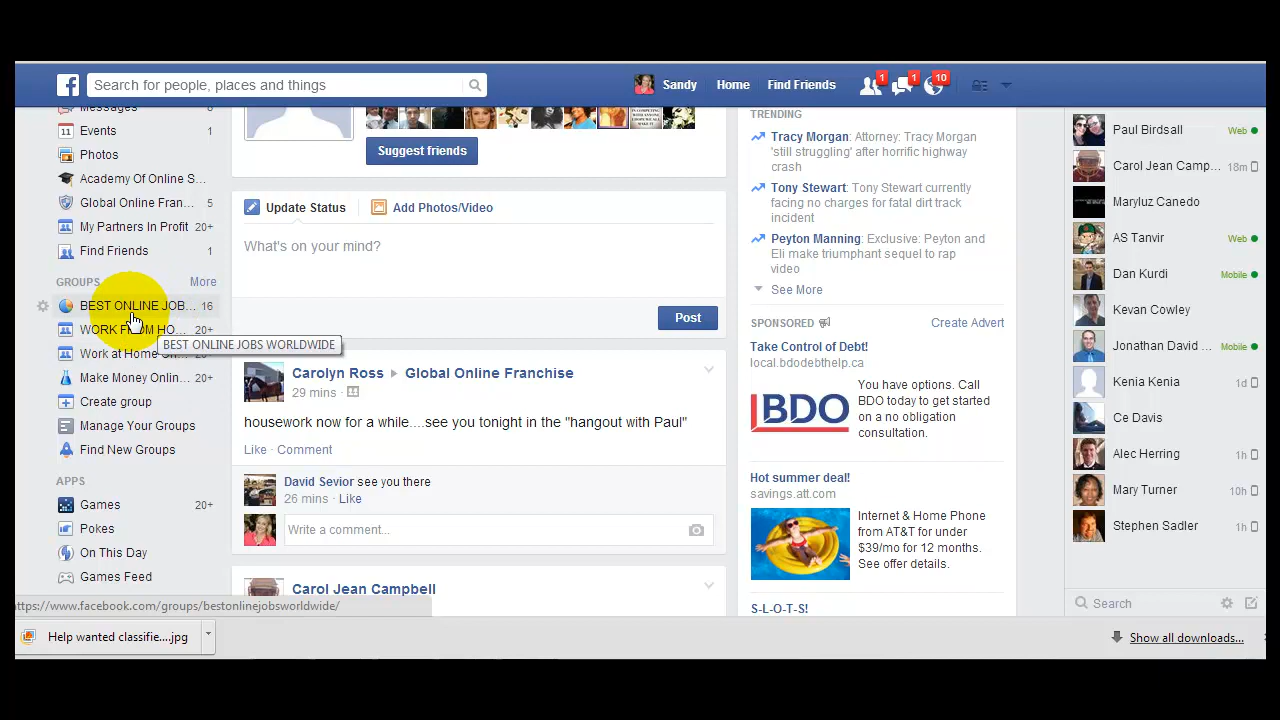 Search for people, places and things
Sandy
Home
Find Friends
1
1
10
Messages
Events
1
Photos
Academy Of Online S...
Global Online Fran...
5
My Partners In Profit
20+
Find Friends
1
GROUPS
More
BEST ONLINE JOB...
16
WORK FROM HO...
20+
BEST ONLINE JOBS WORLDWIDE
Work at Home On...
Make Money Onlin...
20+
Create group
Manage Your Groups
Find New Groups
APPS
Games
20+
Pokes
On This Day
Games Feed
https://www.facebook.com/groups/bestonlinejobsworldwide/
Suggest friends
Update Status
Add Photos/Video
What's on your mind?
Post
Carolyn Ross
Global Online Franchise
29 mins
housework now for a while....see you tonight in the "hangout with Paul"
Like · Comment
David Sevior see you there
26 mins · Like
Write a comment...
Carol Jean Campbell
TRENDING
Tracy Morgan: Attorney: Tracy Morgan
'still struggling' after horrific highway
crash
Tony Stewart: Tony Stewart currently
facing no charges for fatal dirt track
incident
Peyton Manning: Exclusive: Peyton and
Eli make triumphant sequel to rap
video
See More
SPONSORED
Create Advert
Take Control of Debt!
local.bdodebthelp.ca
BDO
You have options. Call
BDO today to get started
on a no obligation
consultation.
Hot summer deal!
savings.att.com
Internet & Home Phone
from AT&T for under
$39/mo for 12 months.
See offer details.
S-L-O-T-S!
Paul Birdsall
Web
Carol Jean Camp...
18m
Maryluz Canedo
AS Tanvir
Web
Dan Kurdi
Mobile
Kevan Cowley
Jonathan David ...
Mobile
Kenia Kenia
1d
Ce Davis
Alec Herring
1h
Mary Turner
10h
Stephen Sadler
1h
Search
Help wanted classifie....jpg
Show all downloads...